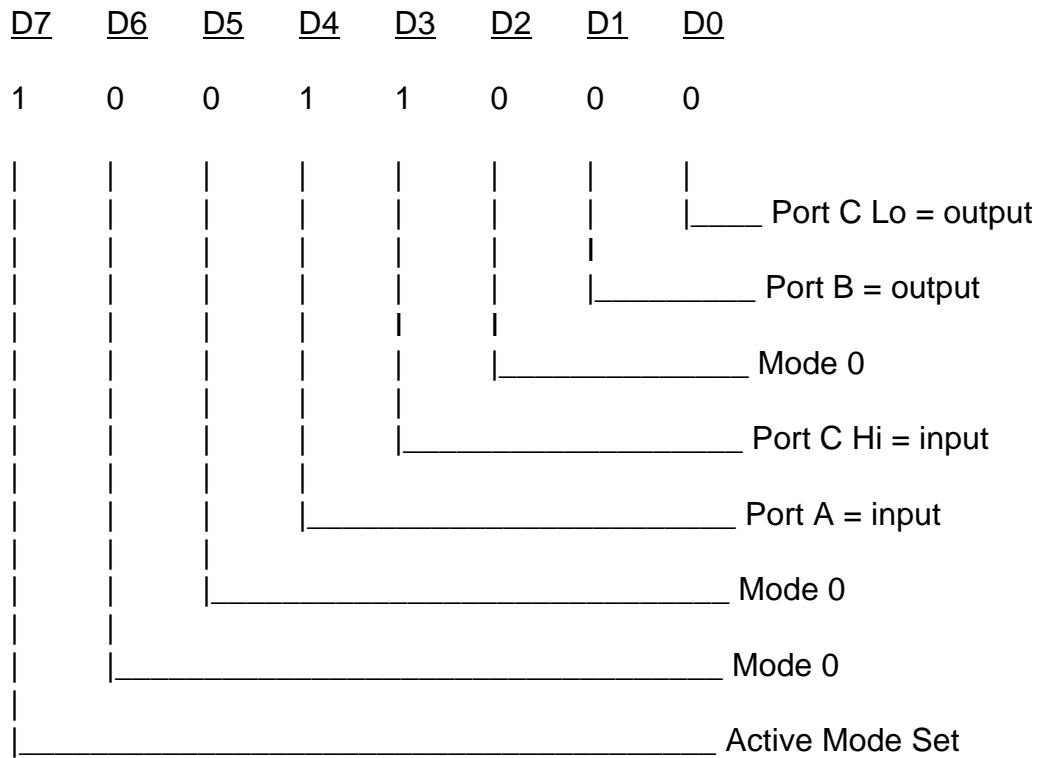 D7 D6 D5 D4 D3 D2 D1 D0
1 0 0 1 1 0 0 0
Port C Lo = output
Port B = output
Mode 0
Port C Hi = input
Port A = input
Mode 0
Mode 0
Active Mode Set